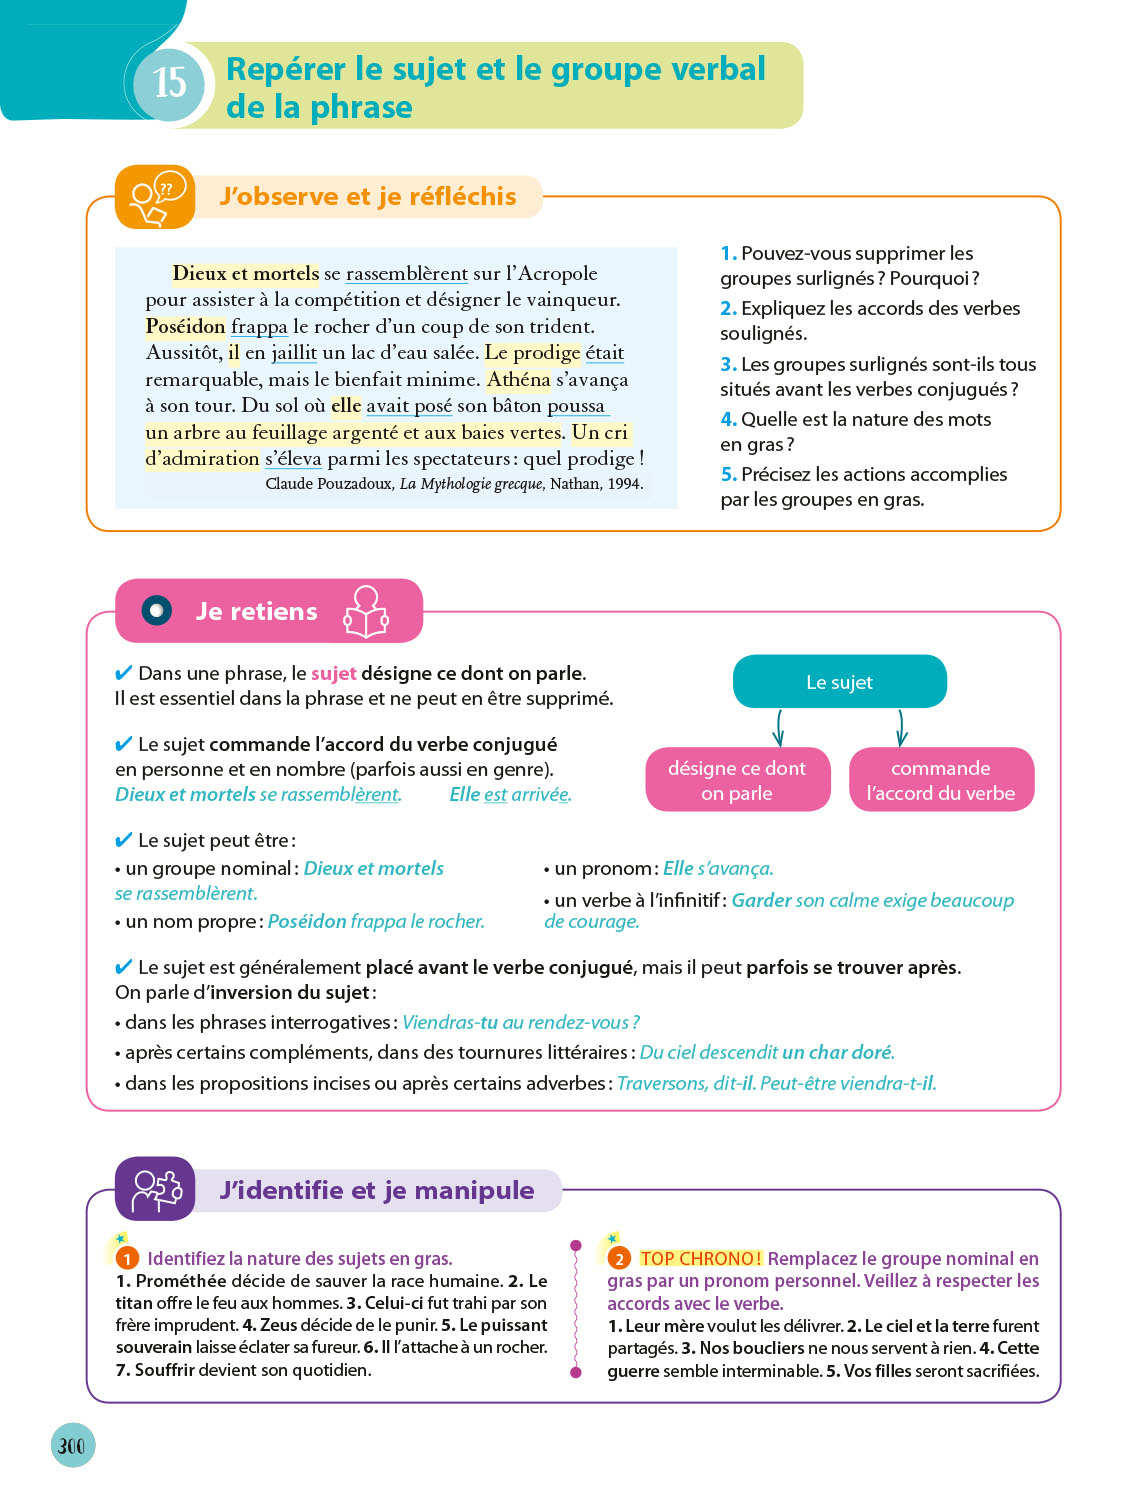 15
Repérer le sujet et le groupe verbal
de la phrase
??
J’observe et je réfléchis
Dieux et mortels se rassemblèrent sur l’Acropole
pour assister à la compétition et désigner le vainqueur.
Poséidon frappa le rocher d’un coup de son trident.
Aussitôt, il en jaillit un lac d’eau salée. Le prodige était
remarquable, mais le bienfait minime. Athéna s’avança
à son tour. Du sol où elle avait posé son bâton poussa
un arbre au feuillage argenté et aux baies vertes. Un cri
d’admiration s’éleva parmi les spectateurs : quel prodige !
Claude Pouzadoux, La Mythologie grecque, Nathan, 1994.
1. Pouvez-vous supprimer les
groupes surlignés ? Pourquoi ?
2. Expliquez les accords des verbes
soulignés.
3. Les groupes surlignés sont-ils tous
situés avant les verbes conjugués ?
4. Quelle est la nature des mots
en gras ?
5. Précisez les actions accomplies
par les groupes en gras.
Je retiens
✔ Dans une phrase, le sujet désigne ce dont on parle.
Il est essentiel dans la phrase et ne peut en être supprimé.
✔ Le sujet commande l’accord du verbe conjugué
en personne et en nombre (parfois aussi en genre).
Dieux et mortels se rassemblèrent. Elle est arrivée.
Le sujet
désigne ce dont
on parle
commande
l’accord du verbe
✔ Le sujet peut être :
• un groupe nominal : Dieux et mortels
se rassemblèrent.
• un nom propre : Poséidon frappa le rocher.
• un pronom : Elle s’avança.
• un verbe à l’infinitif : Garder son calme exige beaucoup
de courage.
✔ Le sujet est généralement placé avant le verbe conjugué, mais il peut parfois se trouver après.
On parle d’inversion du sujet :
• dans les phrases interrogatives : Viendras-tu au rendez-vous ?
• après certains compléments, dans des tournures littéraires : Du ciel descendit un char doré.
• dans les propositions incises ou après certains adverbes : Traversons, dit-il. Peut-être viendra-t-il.
J’identifie et je manipule
1 Identifiez la nature des sujets en gras.
1. Prométhée décide de sauver la race humaine. 2. Le
titan offre le feu aux hommes. 3. Celui-ci fut trahi par son
frère imprudent. 4. Zeus décide de le punir. 5. Le puissant
souverain laisse éclater sa fureur. 6. Il l’attache à un rocher.
7. Souffrir devient son quotidien.
2 TOP CHRONO ! Remplacez le groupe nominal en
gras par un pronom personnel. Veillez à respecter les
accords avec le verbe.
1. Leur mère voulut les délivrer. 2. Le ciel et la terre furent
partagés. 3. Nos boucliers ne nous servent à rien. 4. Cette
guerre semble interminable. 5. Vos filles seront sacrifiées.
300